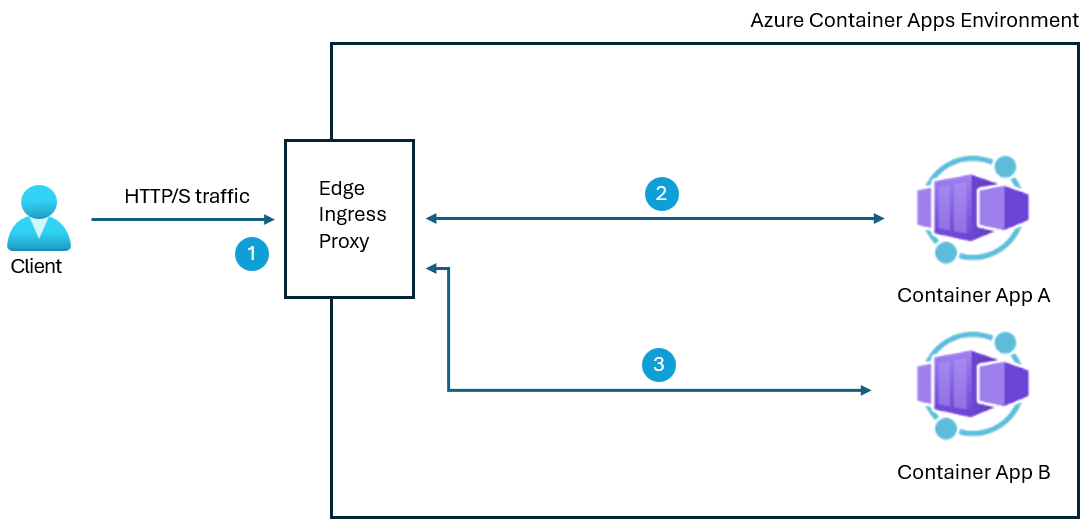 Azure Container Apps Environment
HTTP/S traffic
1
Client
Edge
Ingress
Proxy
2
Container App A
3
Container App B